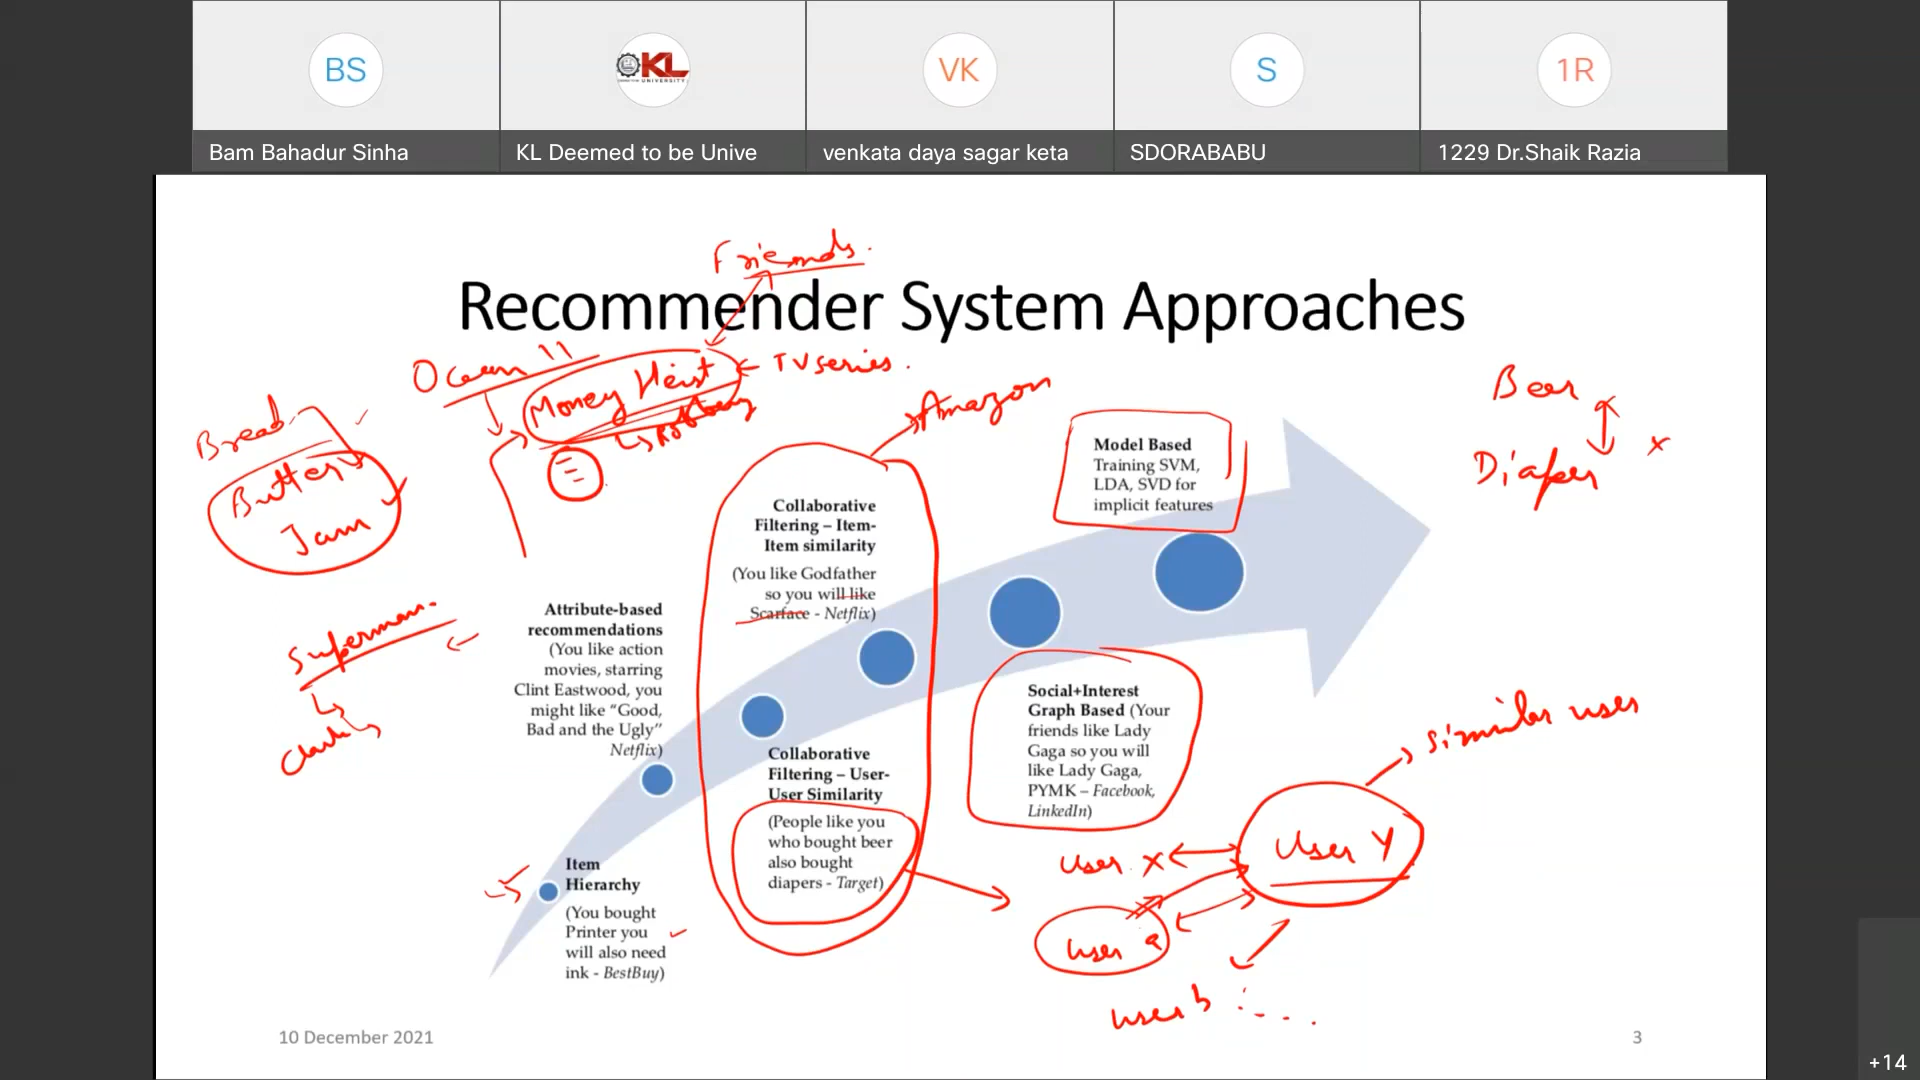 BS
KL
UNIVERSITY
VK
S
1R
Bam Bahadur Sinha
KL Deemed to be Unive
venkata daya sagar keta
SDORABABU
1229 Dr.Shaik Razia
Friends.
Recommender System Approaches
Ocean 11
Money Heist
TV series.
Robbery
Amazon
Bread
Butter
Jam
Beer
Diaper x
Model Based
Training SVM,
LDA, SVD for
implicit features
Collaborative
Filtering – Item-
Item similarity
(You like Godfather
so you will like
Scarface - Netflix)
Superman.
Attribute-based
recommendations
(You like action
movies, starring
Clint Eastwood, you
might like “Good,
Bad and the Ugly”
Netflix)
Social+Interest
Graph Based (Your
friends like Lady
Gaga so you will
like Lady Gaga,
PYMK – Facebook,
LinkedIn)
similar user
Collaborative
Filtering – User-
User Similarity
(People like you
who bought beer
also bought
diapers - Target)
User X
User Y
User a
User b
Item
Hierarchy
(You bought
Printer you
will also need
ink - BestBuy)
10 December 2021
3
+14